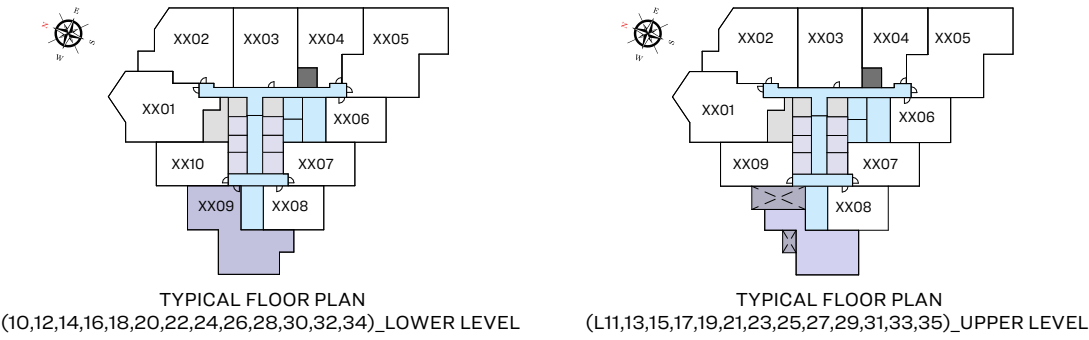 N E S W
XX02 XX03 XX04 XX05
XX01
XX06
XX10 XX07
XX09 XX08
TYPICAL FLOOR PLAN
(10,12,14,16,18,20,22,24,26,28,30,32,34)_LOWER LEVEL
N E S W
XX02 XX03 XX04 XX05
XX01
XX06
XX09 XX07
XX08
TYPICAL FLOOR PLAN
(L11,13,15,17,19,21,23,25,27,29,31,33,35)_UPPER LEVEL